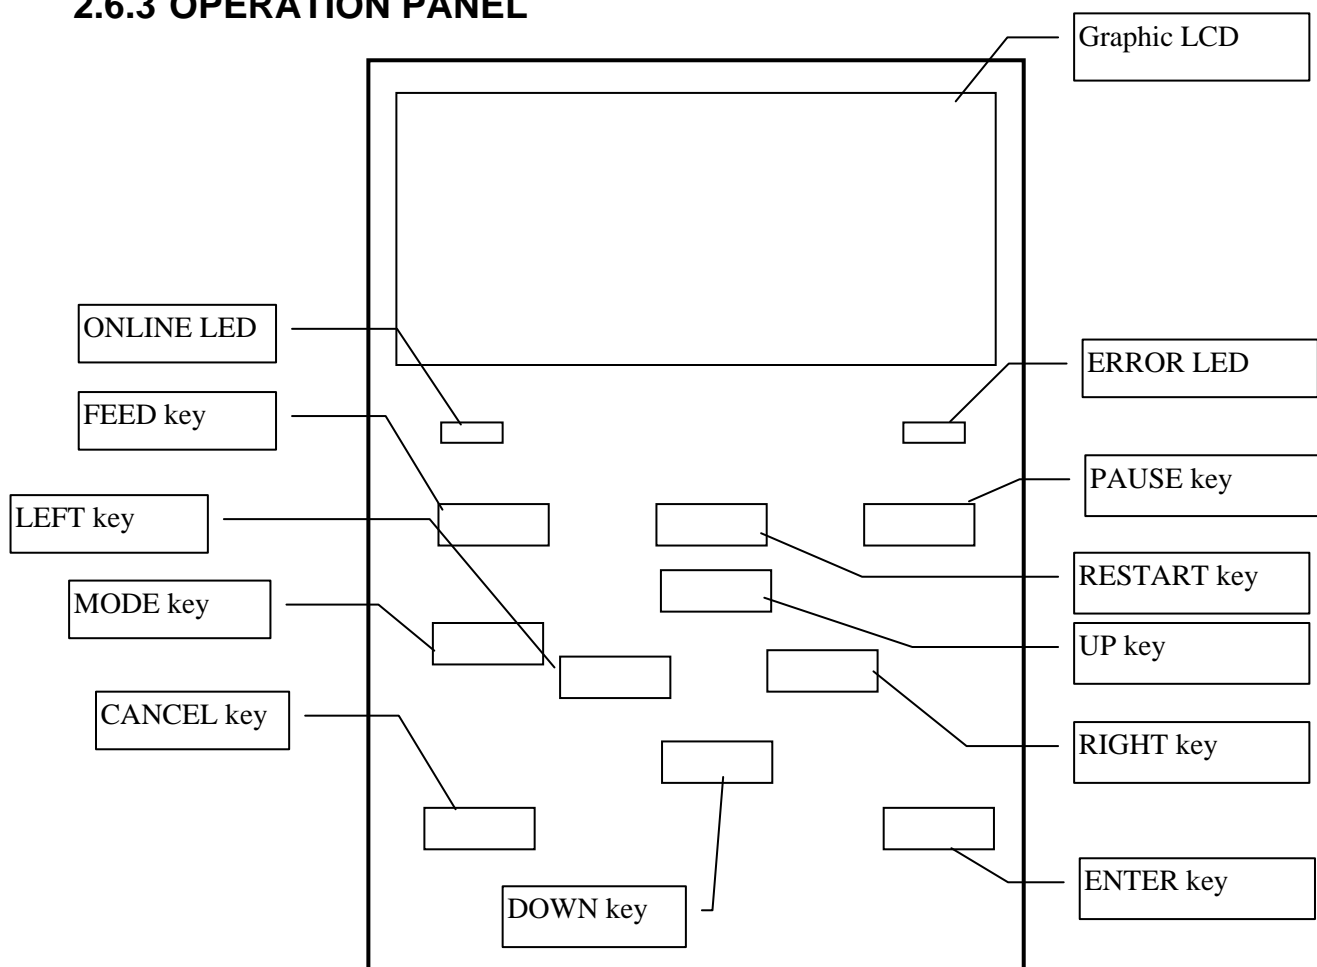 2.6.3 OPERATION PANEL
Graphic LCD
ONLINE LED
ERROR LED
FEED key
PAUSE key
LEFT key
RESTART key
MODE key
UP key
CANCEL key
RIGHT key
ENTER key
DOWN key